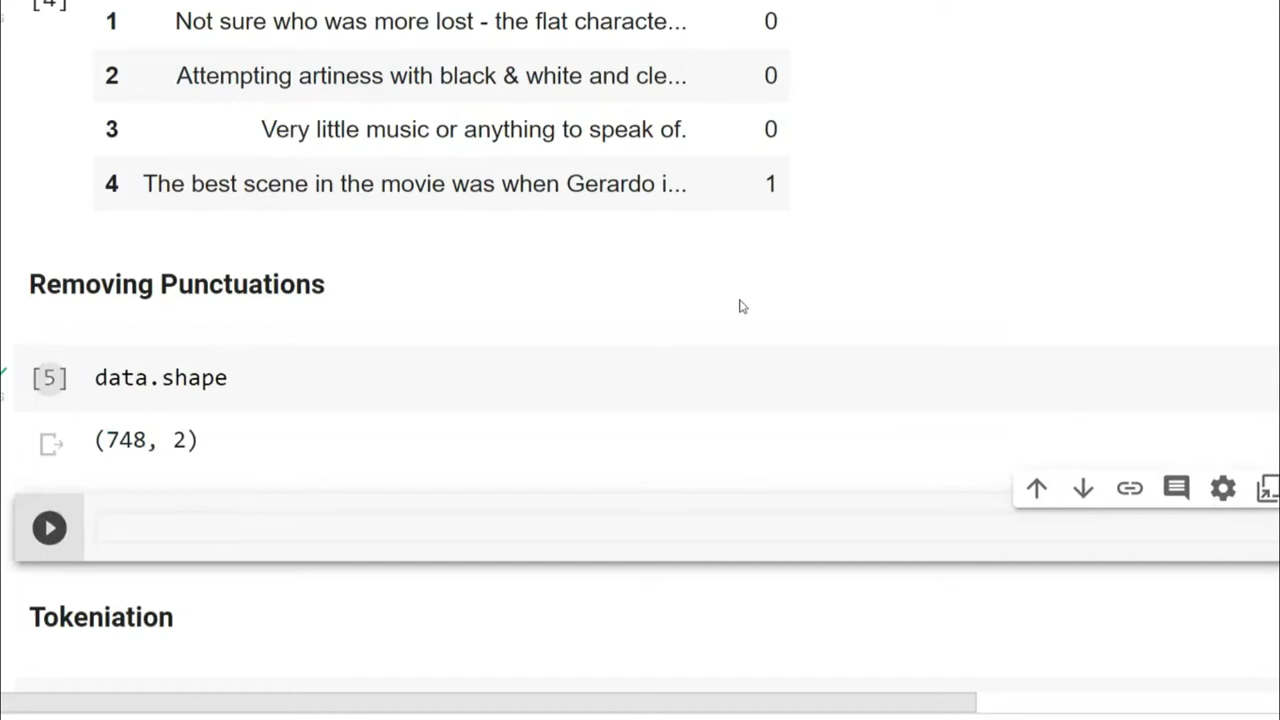 [4]
1 Not sure who was more lost - the flat characte... 0
2 Attempting artiness with black & white and cle... 0
3 Very little music or anything to speak of. 0
4 The best scene in the movie was when Gerardo i... 1
Removing Punctuations
[5] data.shape
(748, 2)
Tokeniation